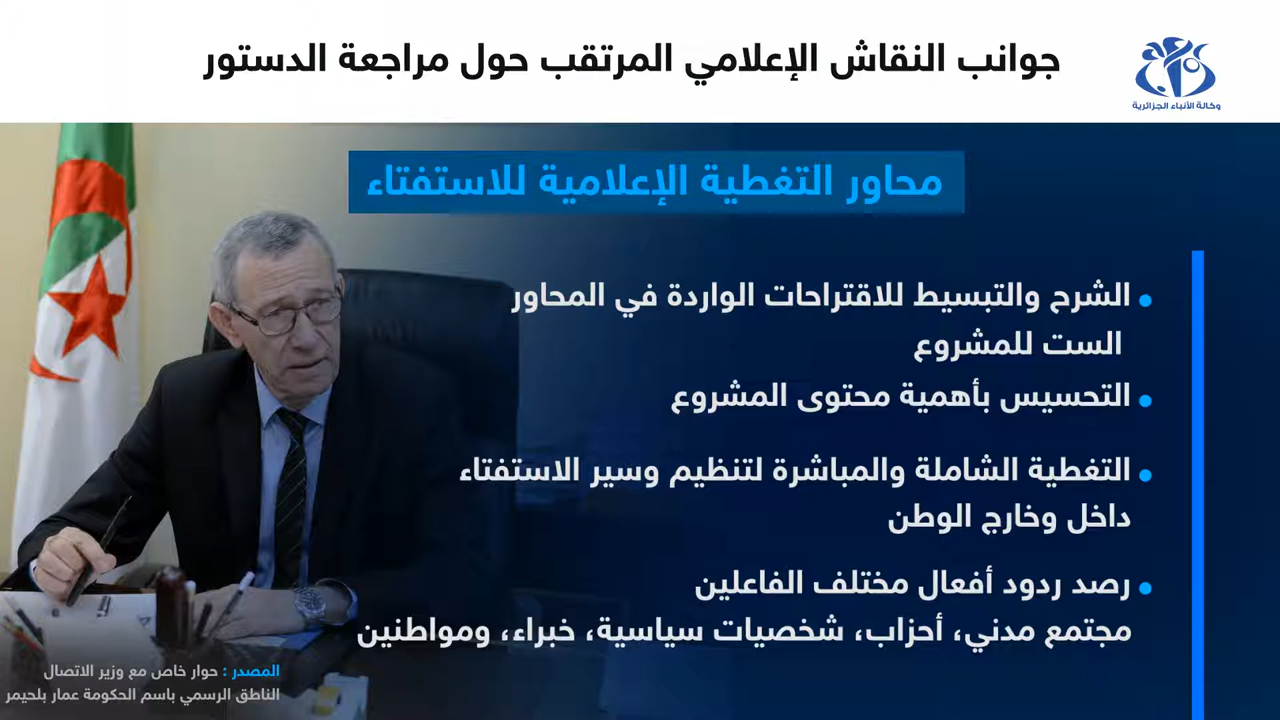 جوانب النقاش الإعلامي المرتقب حول مراجعة الدستور
وكالة الأنباء الجزائرية
محاور التغطية الإعلامية للاستفتاء
الشرح والتبسيط للاقتراحات الواردة في المحاور
الست للمشروع
التحسيس بأهمية محتوى المشروع
التغطية الشاملة والمباشرة لتنظيم وسير الاستفتاء
داخل وخارج الوطن
رصد ردود أفعال مختلف الفاعلين
مجتمع مدني، أحزاب، شخصيات سياسية، خبراء، ومواطنين
المصدر : حوار خاص مع وزير الاتصال
الناطق الرسمي باسم الحكومة عمار بلحيمر